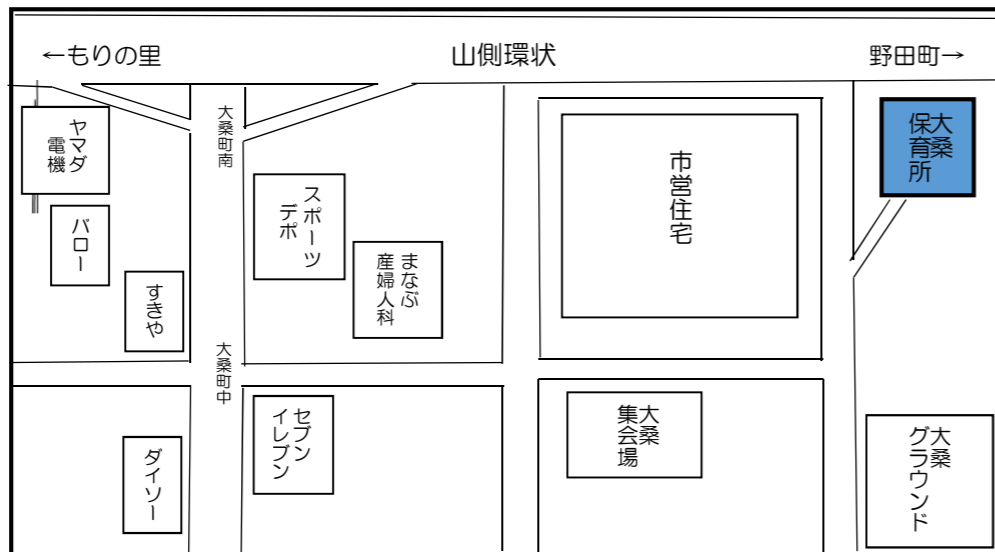 ←もりの里
山側環状
野田町→
大桑町南
ヤマダ
電機
大桑
保育所
市営住宅
スポーツ
デポ
バロー
まなぶ
産婦人科
すきや
大桑町中
セブン
イレブン
大桑
集会場
大桑
グラウンド
ダイソー